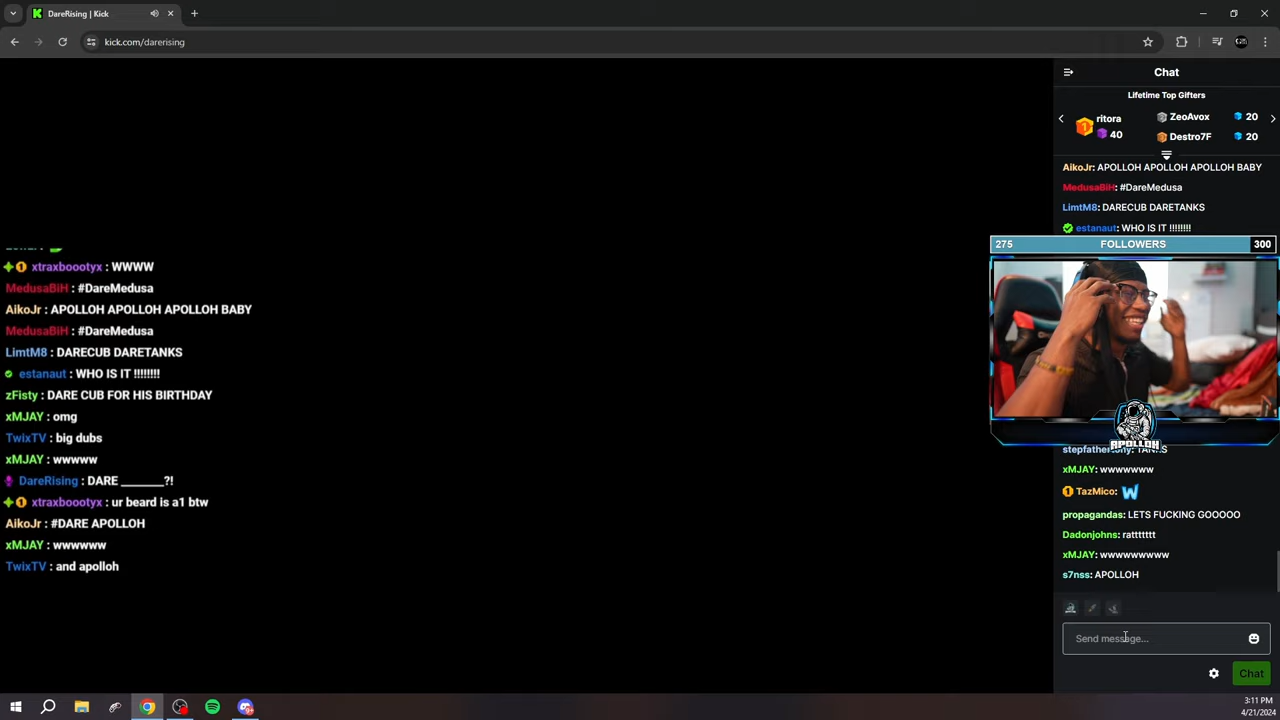 DareRising | Kick
kick.com/darerising
Chat
Lifetime Top Gifters
ritora
40
ZeoAvox 20
Destro7F 20
AikoJr: APOLLOH APOLLOH APOLLOH BABY
MedusaBiH: #DareMedusa
LimtM8: DARECUB DARETANKS
estanaut: WHO IS IT !!!!!!!!
275 FOLLOWERS 300
APOLLOH
xMJAY: wwwwwww
TazMico: W
propagandas: LETS FUCKING GOOOOO
Dadonjohns: rattttttt
xMJAY: wwwwwwwww
s7nss: APOLLOH
Send message...
Chat
xtraxboootyx : WWWW
MedusaBiH : #DareMedusa
AikoJr : APOLLOH APOLLOH APOLLOH BABY
MedusaBiH : #DareMedusa
LimtM8 : DARECUB DARETANKS
estanaut : WHO IS IT !!!!!!!!
zFisty : DARE CUB FOR HIS BIRTHDAY
xMJAY : omg
TwixTV : big dubs
xMJAY : wwwww
DareRising : DARE _______?!
xtraxboootyx : ur beard is a1 btw
AikoJr : #DARE APOLLOH
xMJAY : wwwwww
TwixTV : and apolloh
3:11 PM
4/21/2024